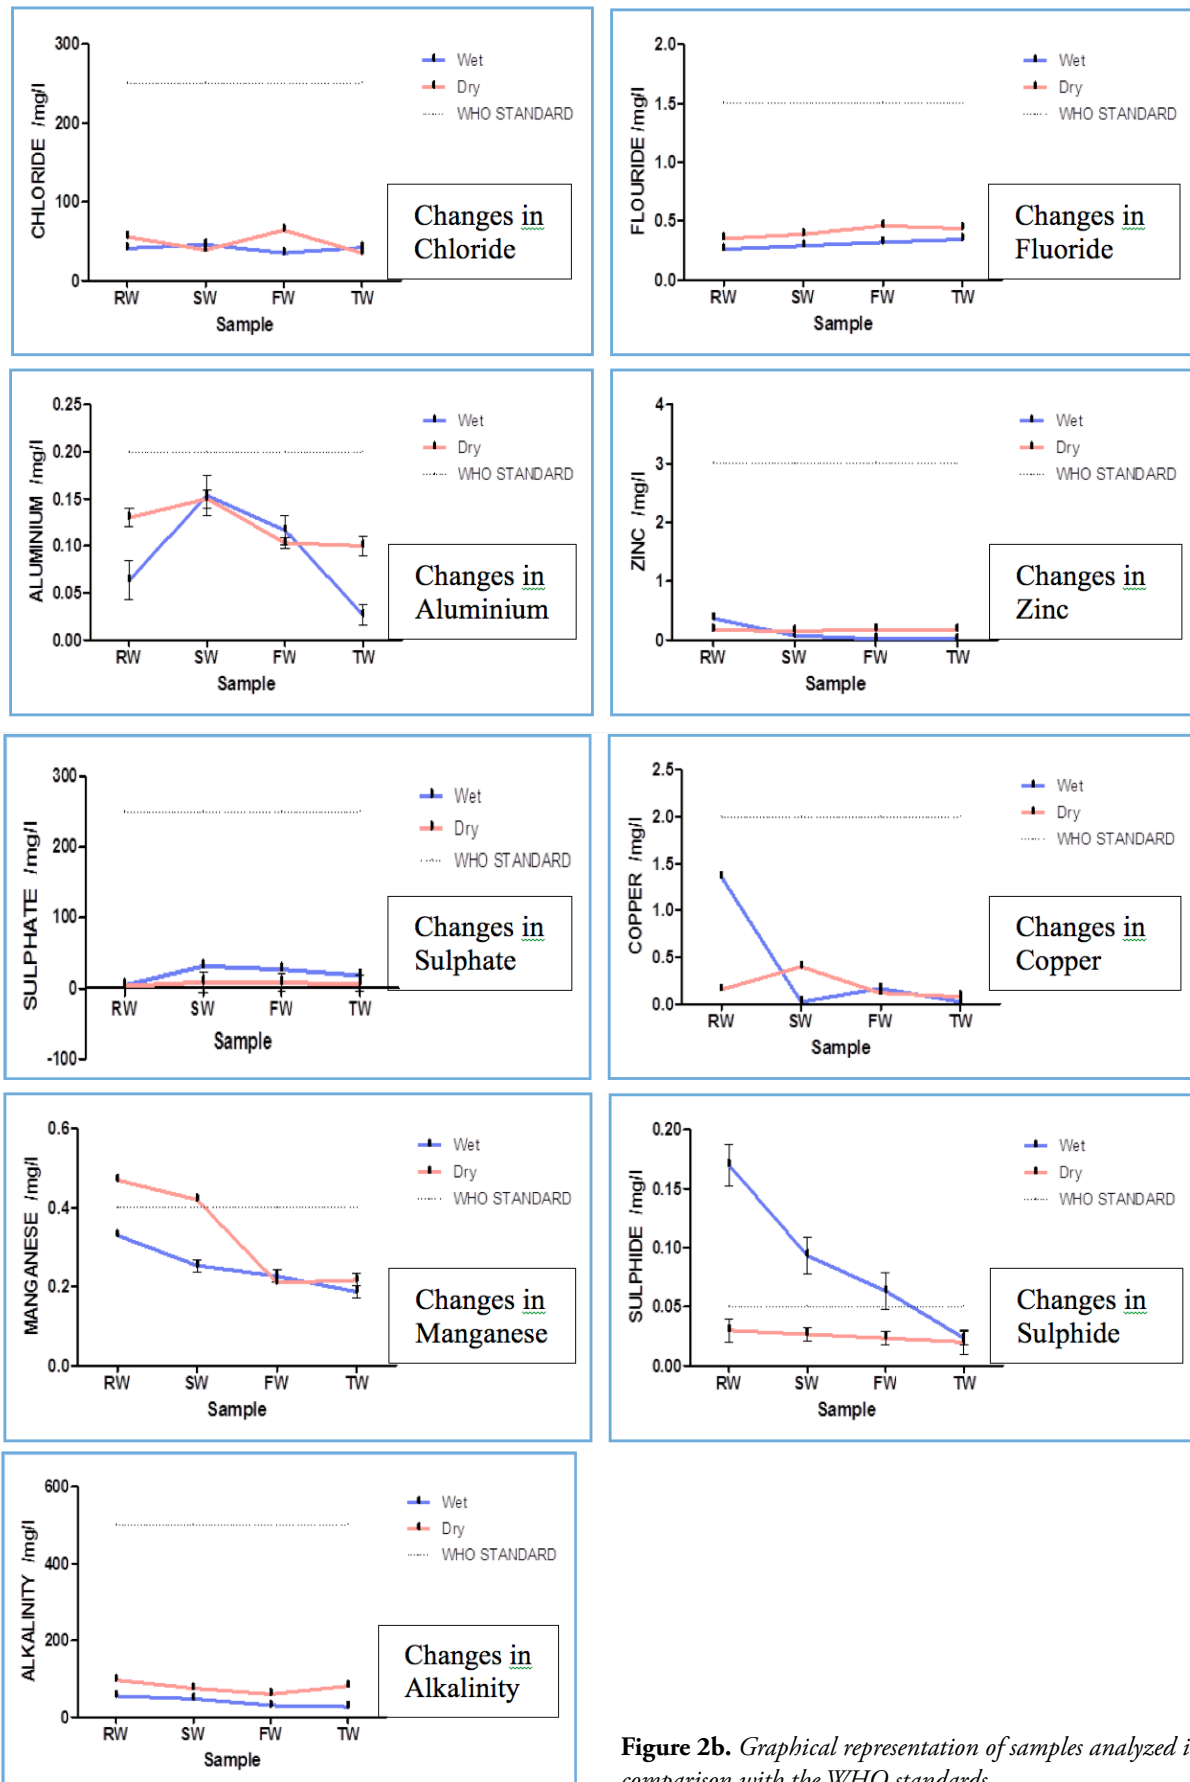 300
200
100
0
CHLORIDE /mg/l
RW SW FW TW
Sample
Wet
Dry
WHO STANDARD
Changes in
Chloride
2.0
1.5
1.0
0.5
0.0
FLOURIDE /mg/l
RW SW FW TW
Sample
Wet
Dry
WHO STANDARD
Changes in
Fluoride
0.25
0.20
0.15
0.10
0.05
0.00
ALUMINIUM /mg/l
RW SW FW TW
Sample
Wet
Dry
WHO STANDARD
Changes in
Aluminium
4
3
2
1
0
ZINC /mg/l
RW SW FW TW
Sample
Wet
Dry
WHO STANDARD
Changes in
Zinc
300
200
100
0
-100
SULPHATE /mg/l
RW SW FW TW
Sample
Wet
Dry
WHO STANDARD
Changes in
Sulphate
2.5
2.0
1.5
1.0
0.5
0.0
COPPER /mg/l
RW SW FW TW
Sample
Wet
Dry
WHO STANDARD
Changes in
Copper
0.6
0.4
0.2
0.0
MANGANESE /mg/l
RW SW FW TW
Sample
Wet
Dry
WHO STANDARD
Changes in
Manganese
0.20
0.15
0.10
0.05
0.00
SULPHIDE /mg/l
RW SW FW TW
Sample
Wet
Dry
WHO STANDARD
Changes in
Sulphide
600
400
200
0
ALKALINITY /mg/l
RW SW FW TW
Sample
Wet
Dry
WHO STANDARD
Changes in
Alkalinity
Figure 2b. Graphical representation of samples analyzed i
comparison with the WHO standards